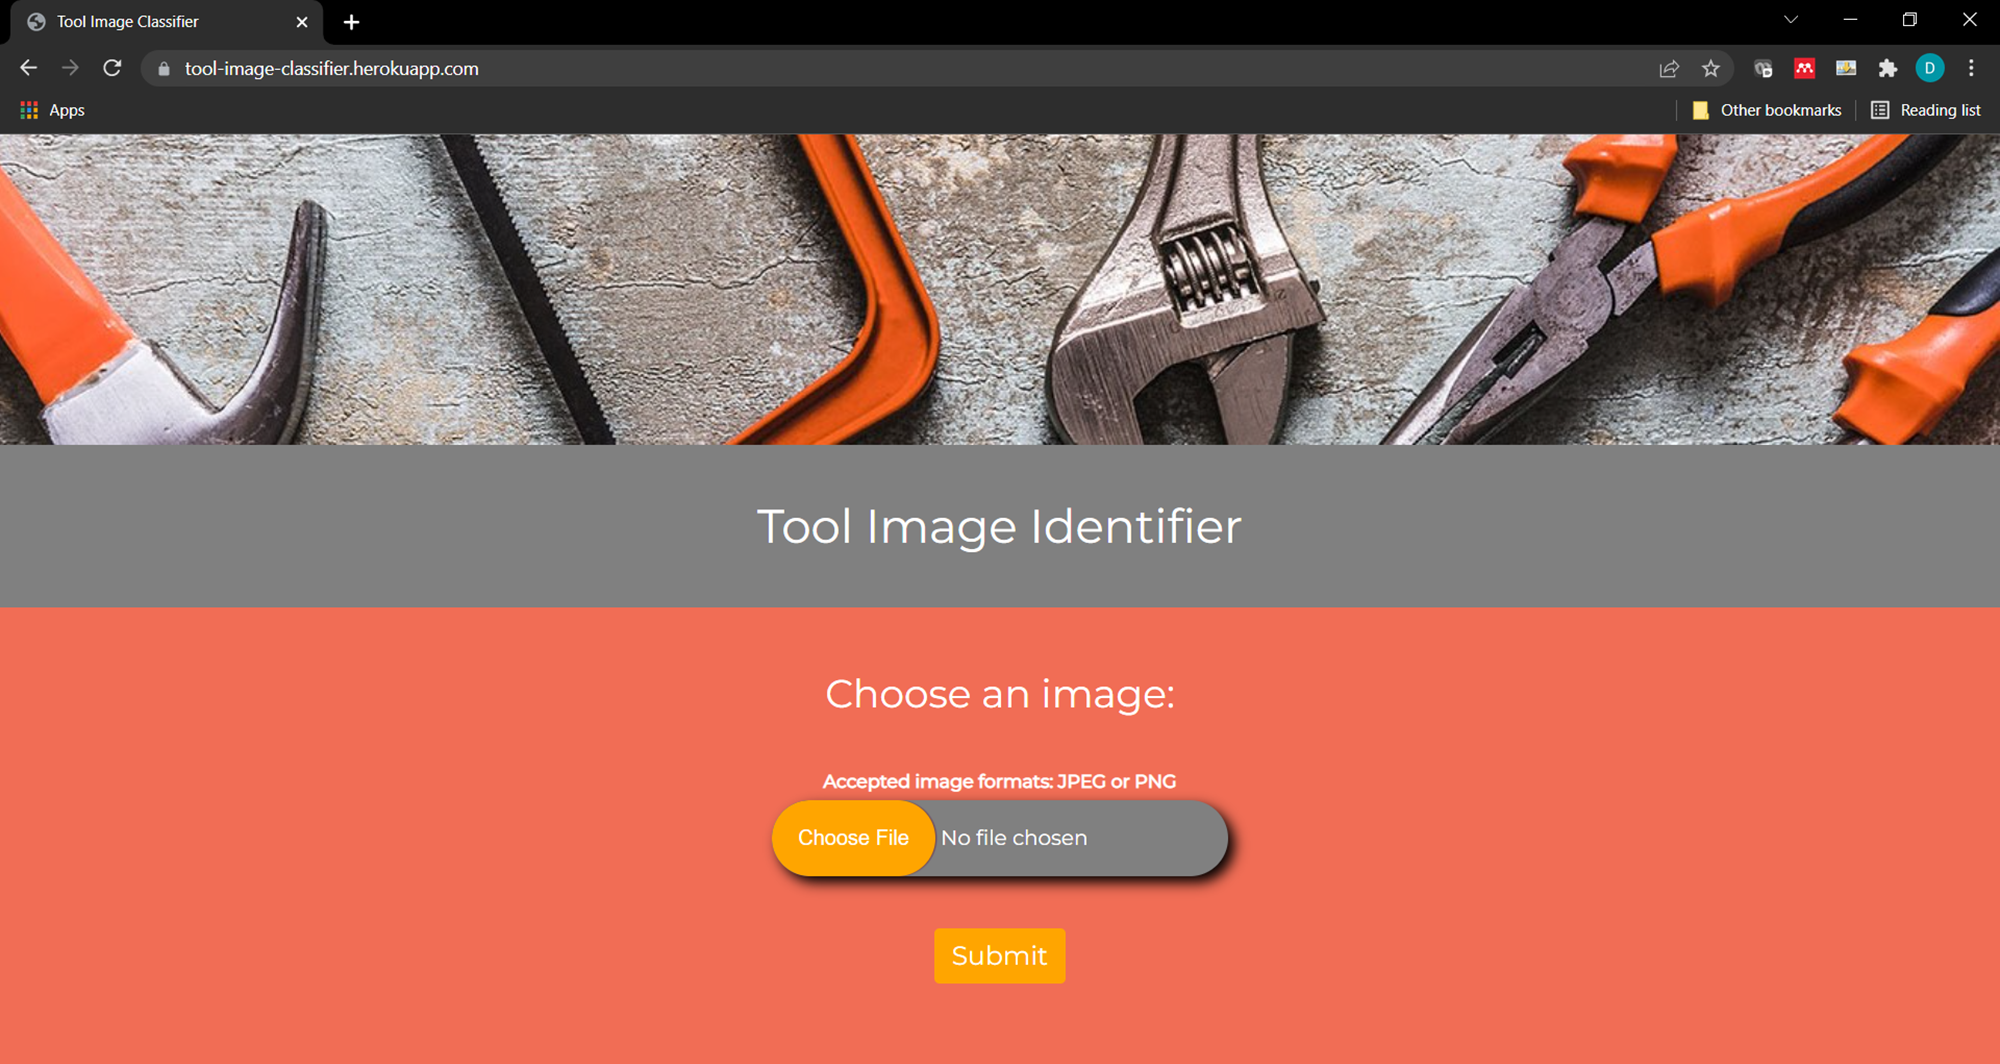 Tool Image Classifier
tool-image-classifier.herokuapp.com
D
Apps
Other bookmarks
Reading list
Tool Image Identifier
Choose an image:
Accepted image formats: JPEG or PNG
Choose File No file chosen
Submit